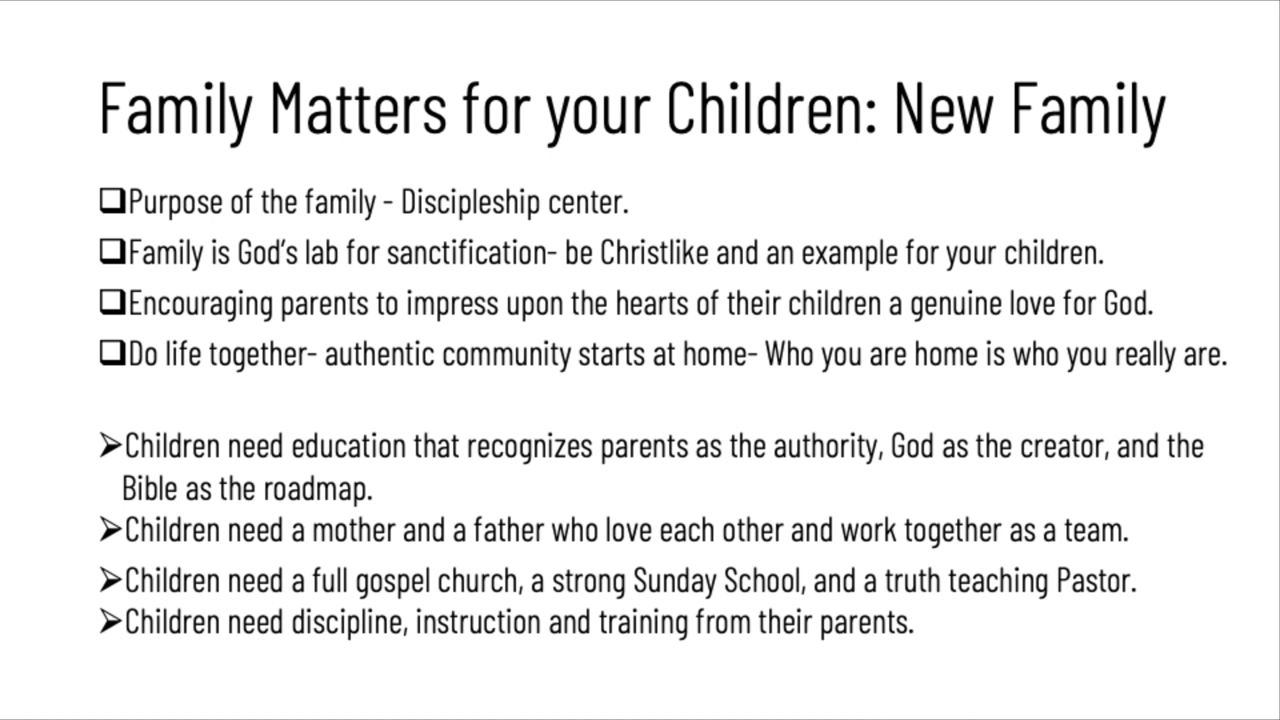 Family Matters for your Children: New Family
❑Purpose of the family - Discipleship center.
❑Family is God’s lab for sanctification- be Christlike and an example for your children.
❑Encouraging parents to impress upon the hearts of their children a genuine love for God.
❑Do life together- authentic community starts at home- Who you are home is who you really are.
➢Children need education that recognizes parents as the authority, God as the creator, and the
Bible as the roadmap.
➢Children need a mother and a father who love each other and work together as a team.
➢Children need a full gospel church, a strong Sunday School, and a truth teaching Pastor.
➢Children need discipline, instruction and training from their parents.